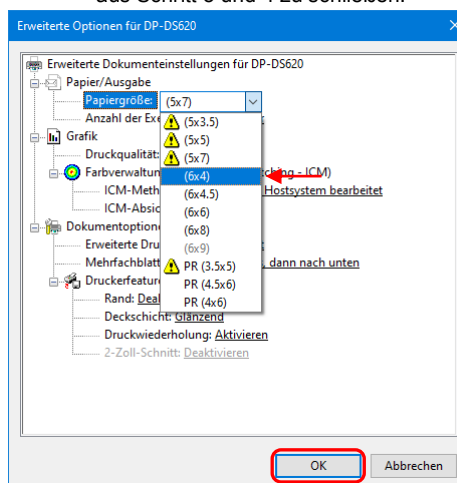 aus Schritt 3 und 4 zu schließen.
Erweiterte Optionen für DP-DS620
Erweiterte Dokumenteinstellungen für DP-DS620
Papier/Ausgabe
Papiergröße: (5x7)
Anzahl der Exe
(5x3.5)
(5x5)
(5x7)
(6x4)
(6x4.5)
(6x6)
(6x8)
(6x9)
PR (3.5x5)
PR (4.5x6)
PR (4x6)
Grafik
Druckqualität:
Farbverwaltun ching - ICM)
ICM-Meth Hostsystem bearbeitet
ICM-Absic
Dokumentoptione
Erweiterte Dru
Mehrfachblatt , dann nach unten
Druckerfeature
Rand: Deal
Deckschicht: Glänzend
Druckwiederholung: Aktivieren
2-Zoll-Schnitt: Deaktivieren
OK Abbrechen